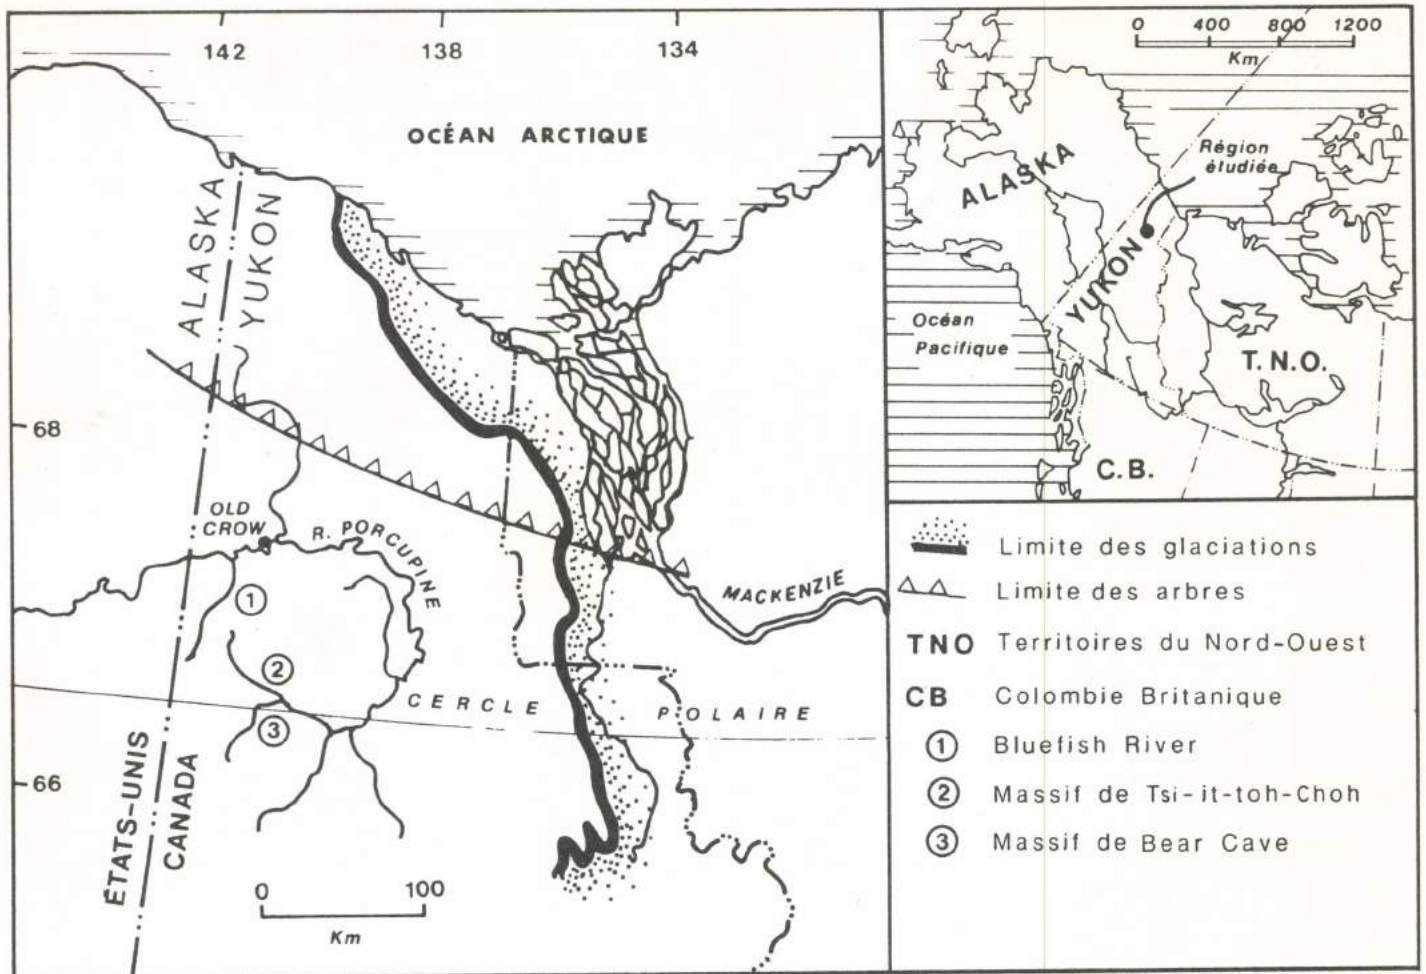 142 138 134
OCÉAN ARCTIQUE
ALASKA
YUKON
68
OLD
CROW
R. PORCUPINE
1
MACKENZIE
2
CERCLE POLAIRE
3
66
ÉTATS-UNIS
CANADA
0 100
Km
0 400 800 1200
Km
Région
étudiée
ALASKA
YUKON
Océan
Pacifique
T.N.O.
C.B.
Limite des glaciations
Limite des arbres
TNO Territoires du Nord-Ouest
CB Colombie Britanique
1 Bluefish River
2 Massif de Tsi-it-toh-Choh
3 Massif de Bear Cave